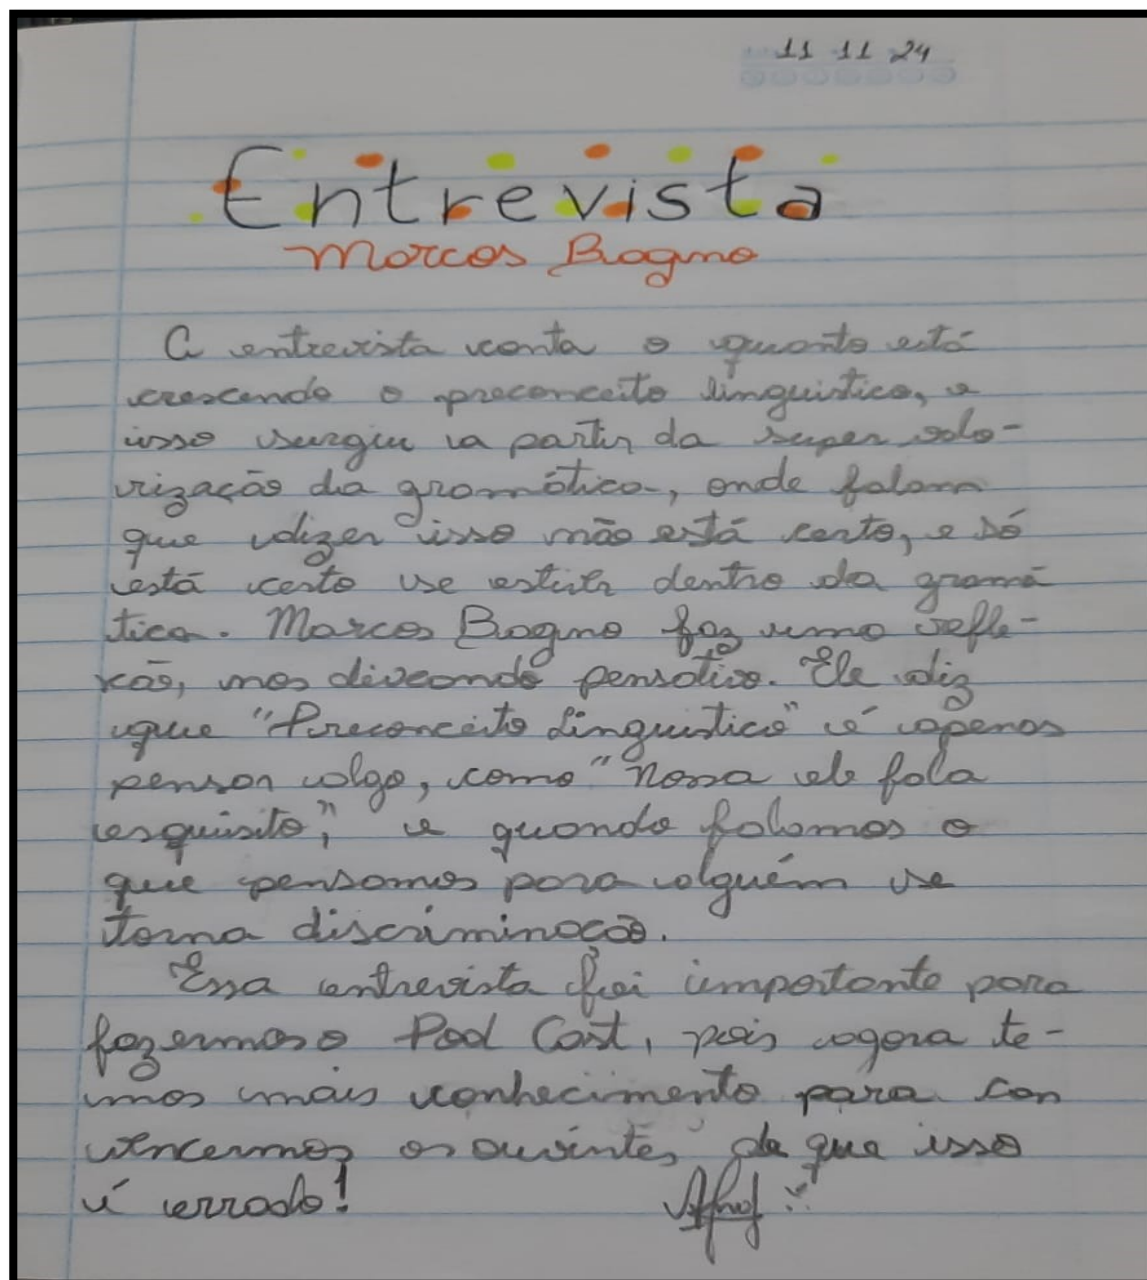 11 11 24
Entrevista
Marcos Bagno
A entrevista conta o quanto está
crescendo o preconceito linguistico, e
isso surgiu a partir da super valo-
rização da gramática, onde falam
que dizer isso não está certo, e só
está certo se estiver dentro da gramá
tica. Marcos Bagno faz uma refle-
xão, nos deixando pensativo. Ele diz
que "Preconceito Linguistico" é apenas
pensar algo, como "Nossa ele fala
esquisito", e quando falamos o
que pensamos para alguém se
torna discriminação.
Essa entrevista foi importante para
fazermos o Pod Cast, pois agora te-
mos mais conhecimento para con
vencermos os ouvintes de que isso
é errado!